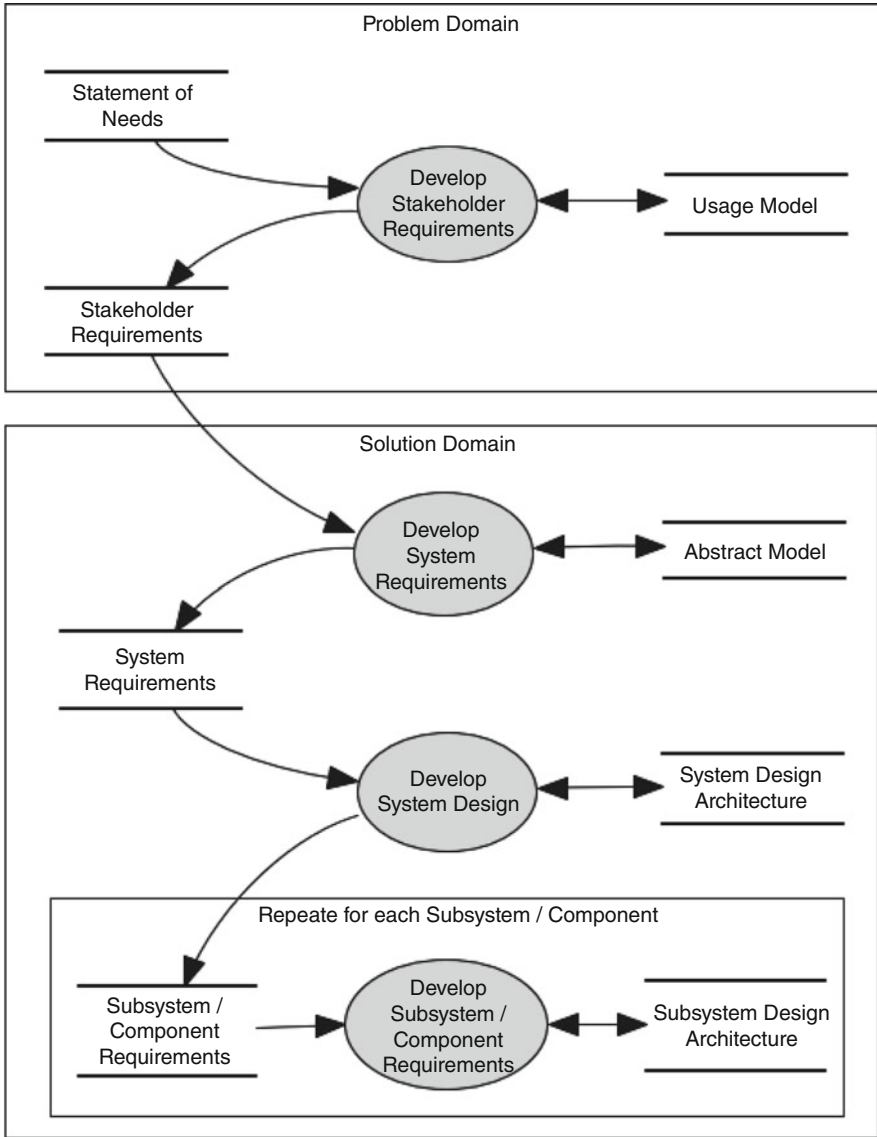 Problem Domain
Statement of
Needs
Develop
Stakeholder
Requirements
Usage Model
Stakeholder
Requirements
Solution Domain
Develop
System
Requirements
Abstract Model
System
Requirements
Develop
System Design
System Design
Architecture
Repeate for each Subsystem / Component
Subsystem /
Component
Requirements
Develop
Subsystem /
Component
Requirements
Subsystem Design
Architecture